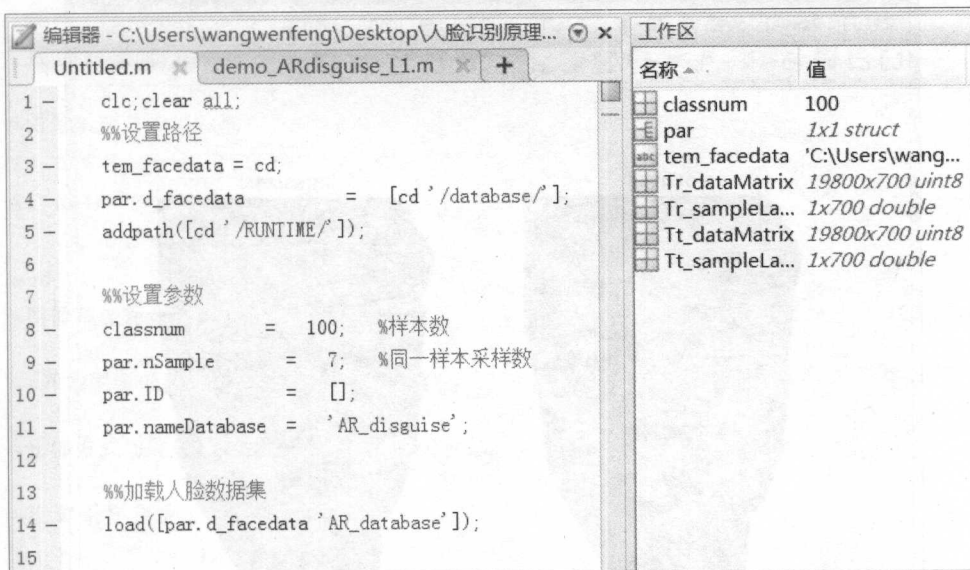 编辑器 - C:\Users\wangwenfeng\Desktop\人脸识别原理...
Untitled.m × demo_ARdisguise_L1.m × +
1 — clc;clear all;
2 %%设置路径
3 — tem_facedata = cd;
4 — par.d_facedata = [cd '/database/'];
5 — addpath([cd '/RUNTIME/']);
6
7 %%设置参数
8 — classnum = 100; %样本数
9 — par.nSample = 7; %同一样本采样数
10 — par.ID = [];
11 — par.nameDatabase = 'AR_disguise';
12
13 %%加载人脸数据集
14 — load([par.d_facedata 'AR_database']);
15
工作区
名称 值
classnum 100
par 1x1 struct
abc tem_facedata 'C:\Users\wang...
Tr_dataMatrix 19800x700 uint8
Tr_sampleLa... 1x700 double
Tt_dataMatrix 19800x700 uint8
Tt_sampleLa... 1x700 double